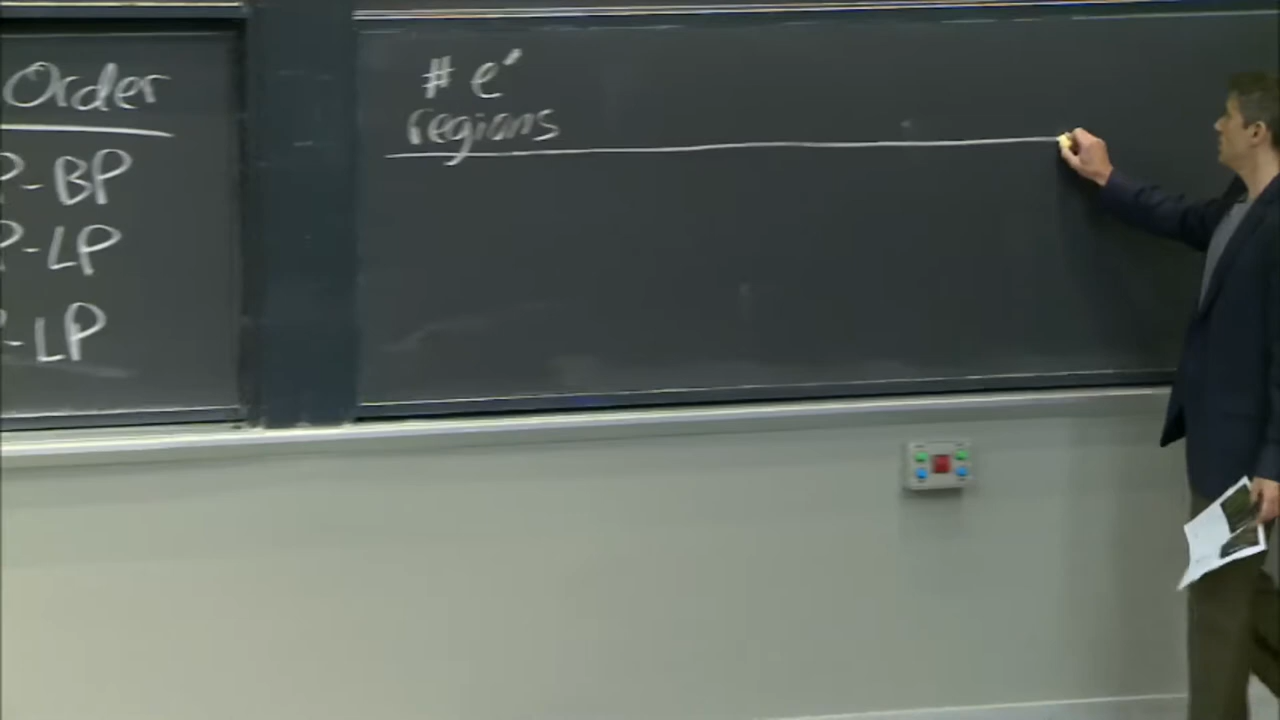 Order
P-BP
P-LP
-LP
# e⁻
regions